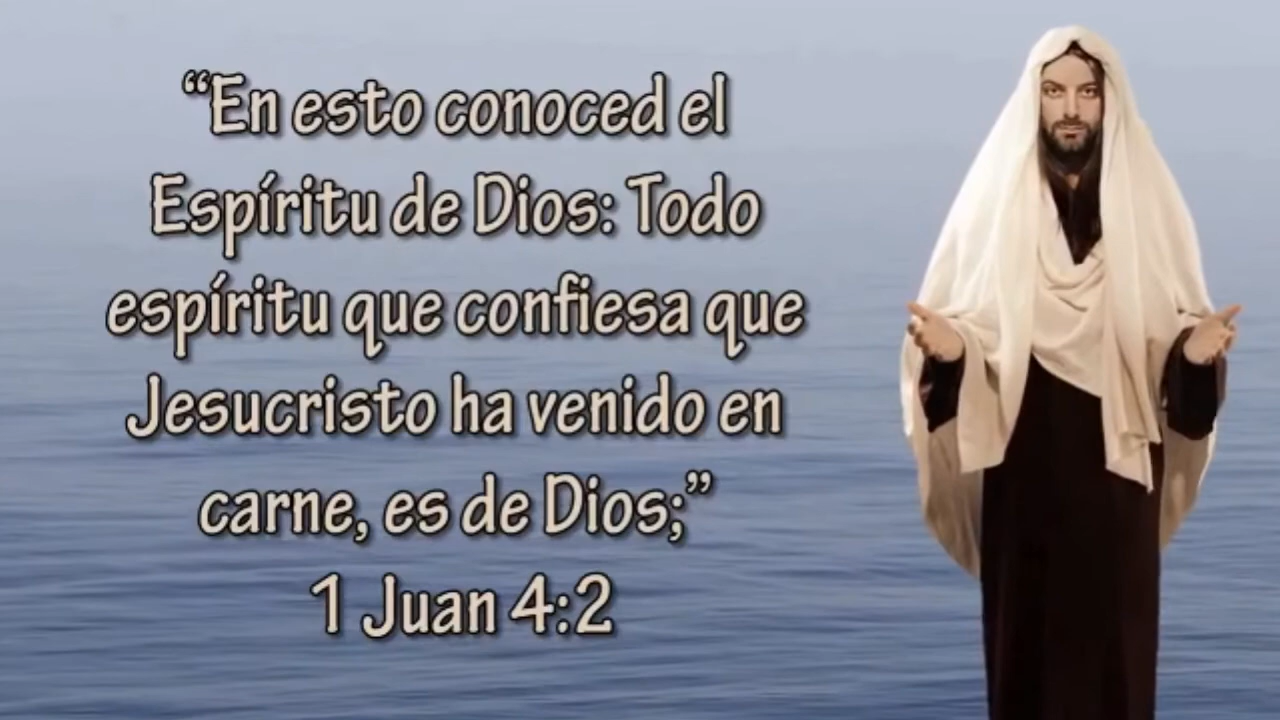 “En esto conoced el
Espíritu de Dios: Todo
espíritu que confiesa que
Jesucristo ha venido en
carne, es de Dios;”
1 Juan 4:2